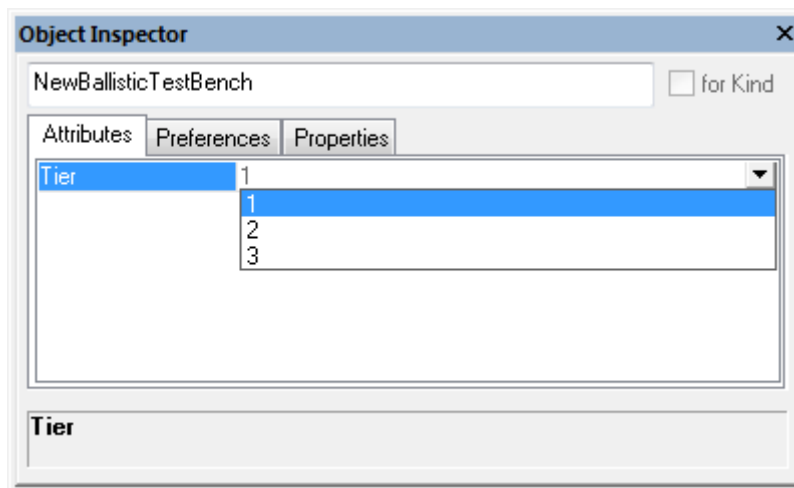 Object Inspector
NewBallisticTestBench
for Kind
Attributes Preferences Properties
Tier 1
1
2
3
Tier